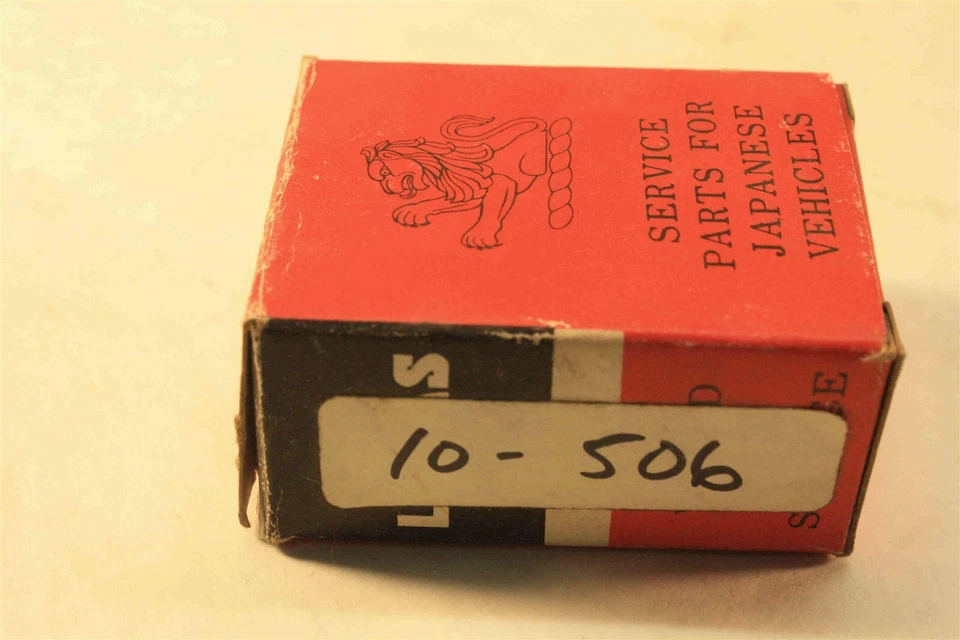 SERVICE
PARTS FOR
JAPANESE
VEHICLES
10-506